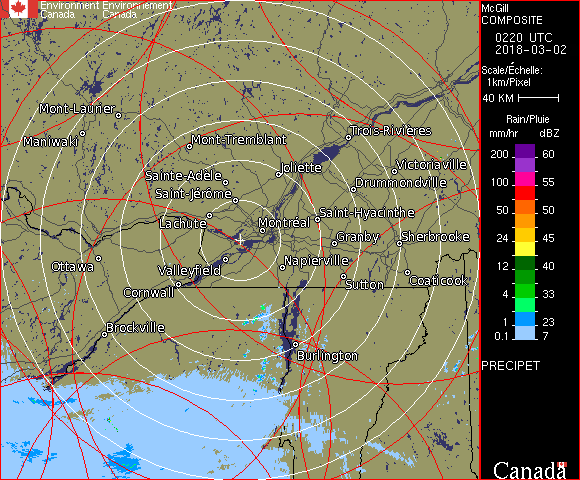 Environment Environnement
Canada Canada
McGill
COMPOSITE
0220 UTC
2018-03-02
Scale/Échelle:
1km/Pixel
40 KM
Rain/Pluie
mm/hr dBZ
200 60
100 55
50 50
24 45
12 40
4 33
1 23
0.1 7
PRECIPET
Canada
Mont-Laurier
Maniwaki
Mont-Tremblant
Trois-Rivières
Joliette
Victoriaville
Sainte-Adèle
Drummondville
Saint-Jérôme
Saint-Hyacinthe
Lachute
Montréal
Granby
Sherbrooke
Ottawa
Valleyfield
Napierville
Sutton
Coaticook
Cornwall
Brockville
Burlington